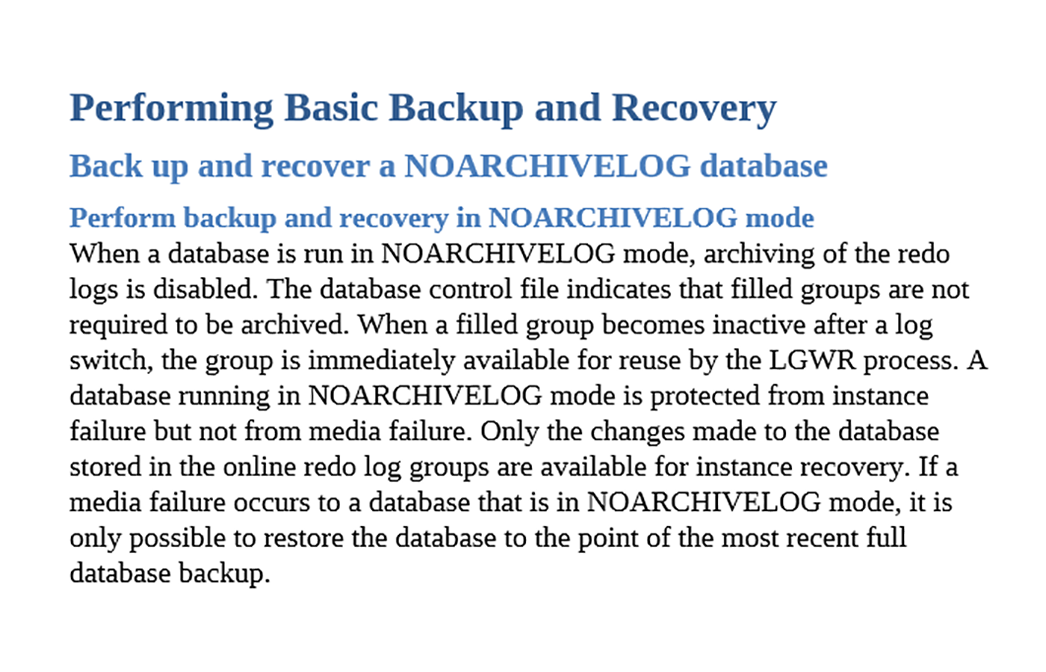 Performing Basic Backup and Recovery
Back up and recover a NOARCHIVELOG database
Perform backup and recovery in NOARCHIVELOG mode
When a database is run in NOARCHIVELOG mode, archiving of the redo
logs is disabled. The database control file indicates that filled groups are not
required to be archived. When a filled group becomes inactive after a log
switch, the group is immediately available for reuse by the LGWR process. A
database running in NOARCHIVELOG mode is protected from instance
failure but not from media failure. Only the changes made to the database
stored in the online redo log groups are available for instance recovery. If a
media failure occurs to a database that is in NOARCHIVELOG mode, it is
only possible to restore the database to the point of the most recent full
database backup.